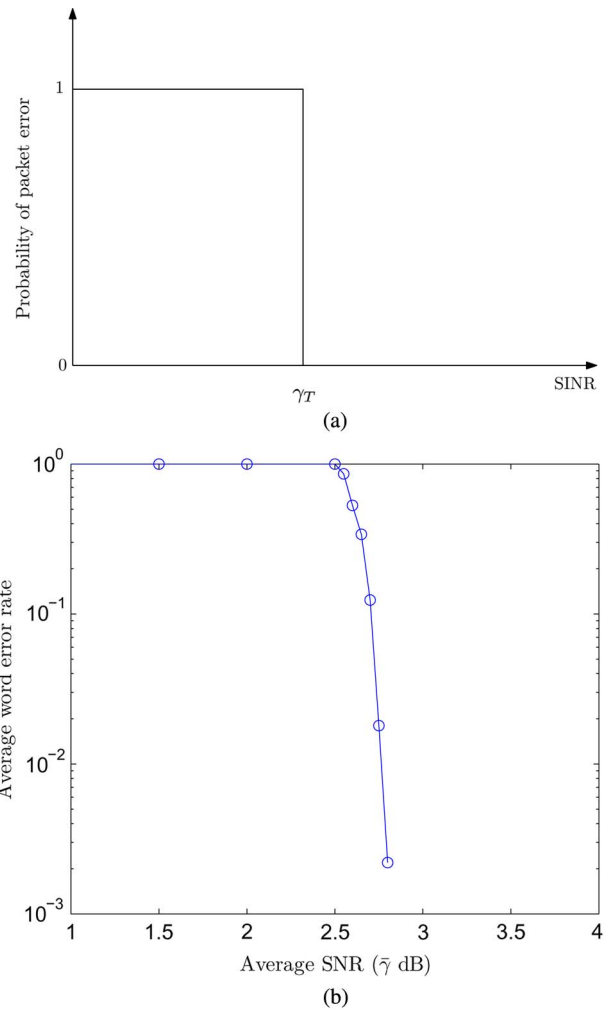 Probability of packet error
1
0
γ_T
SINR
(a)
Average word error rate
10^0
10^-1
10^-2
10^-3
1 1.5 2 2.5 3 3.5 4
Average SNR (γ̄ dB)
(b)